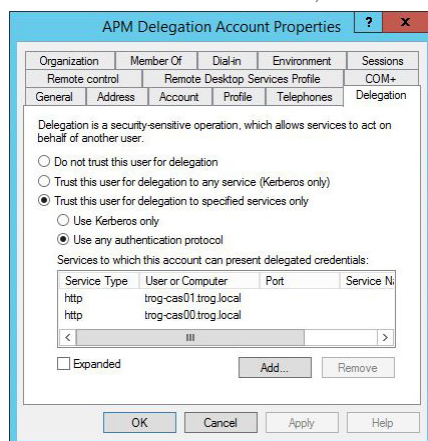 APM Delegation Account Properties ? x
Organization Member Of Dial-in Environment Sessions
Remote control Remote Desktop Services Profile COM+
General Address Account Profile Telephones Delegation
Delegation is a security-sensitive operation, which allows services to act on
behalf of another user.
Do not trust this user for delegation
Trust this user for delegation to any service (Kerberos only)
Trust this user for delegation to specified services only
Use Kerberos only
Use any authentication protocol
Services to which this account can present delegated credentials:
Service Type User or Computer Port Service N
http trog-cas01.trog.local
http trog-cas00.trog.local
Expanded Add... Remove
OK Cancel Apply Help